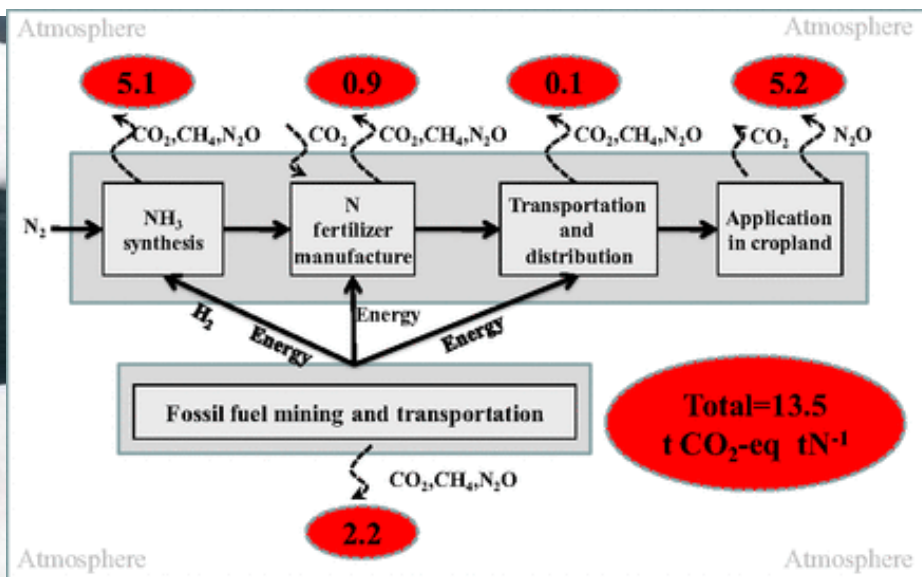 Atmosphere
Atmosphere
5.1
0.9
0.1
5.2
CO₂,CH₄,N₂O
CO₂
CO₂,CH₄,N₂O
CO₂,CH₄,N₂O
CO₂
N₂O
N₂
NH₃
synthesis
N
fertilizer
manufacture
Transportation
and
distribution
Application
in cropland
H₂
Energy
Energy
Energy
Fossil fuel mining and transportation
Total=13.5
t CO₂-eq tN⁻¹
CO₂,CH₄,N₂O
2.2
Atmosphere
Atmosphere